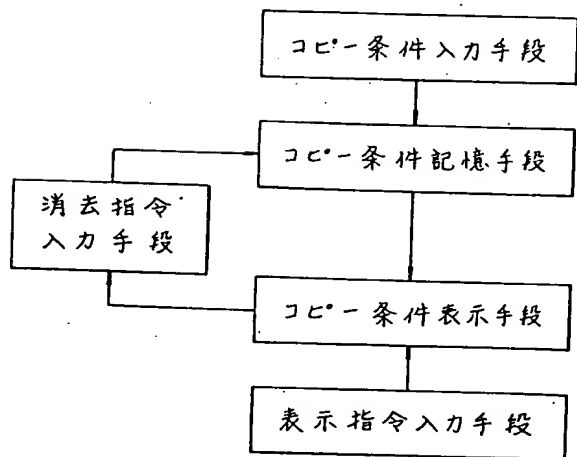 コピー条件入力手段
コピー条件記憶手段
消去指令
入力手段
コピー条件表示手段
表示指令入力手段